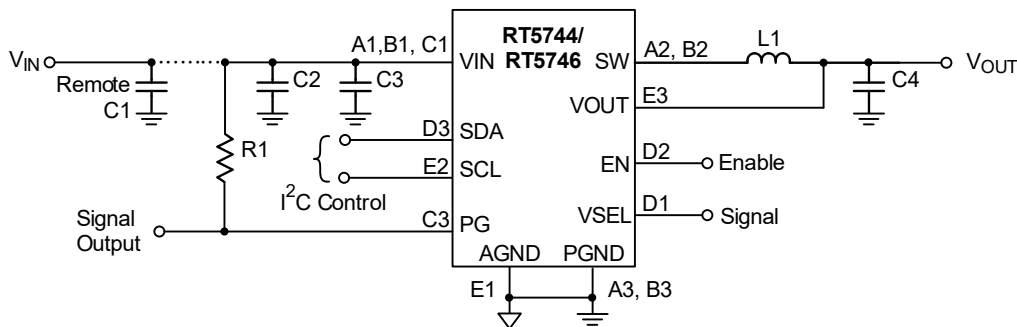 RT5744/
RT5746
V_IN
A1,B1, C1
VIN
SW
A2, B2
L1
V_OUT
Remote
C1
C2
C3
C4
VOUT
E3
R1
D3
SDA
E2
SCL
I²C Control
EN
D2
Enable
VSEL
D1
Signal
Signal
Output
C3
PG
AGND
PGND
E1
A3, B3